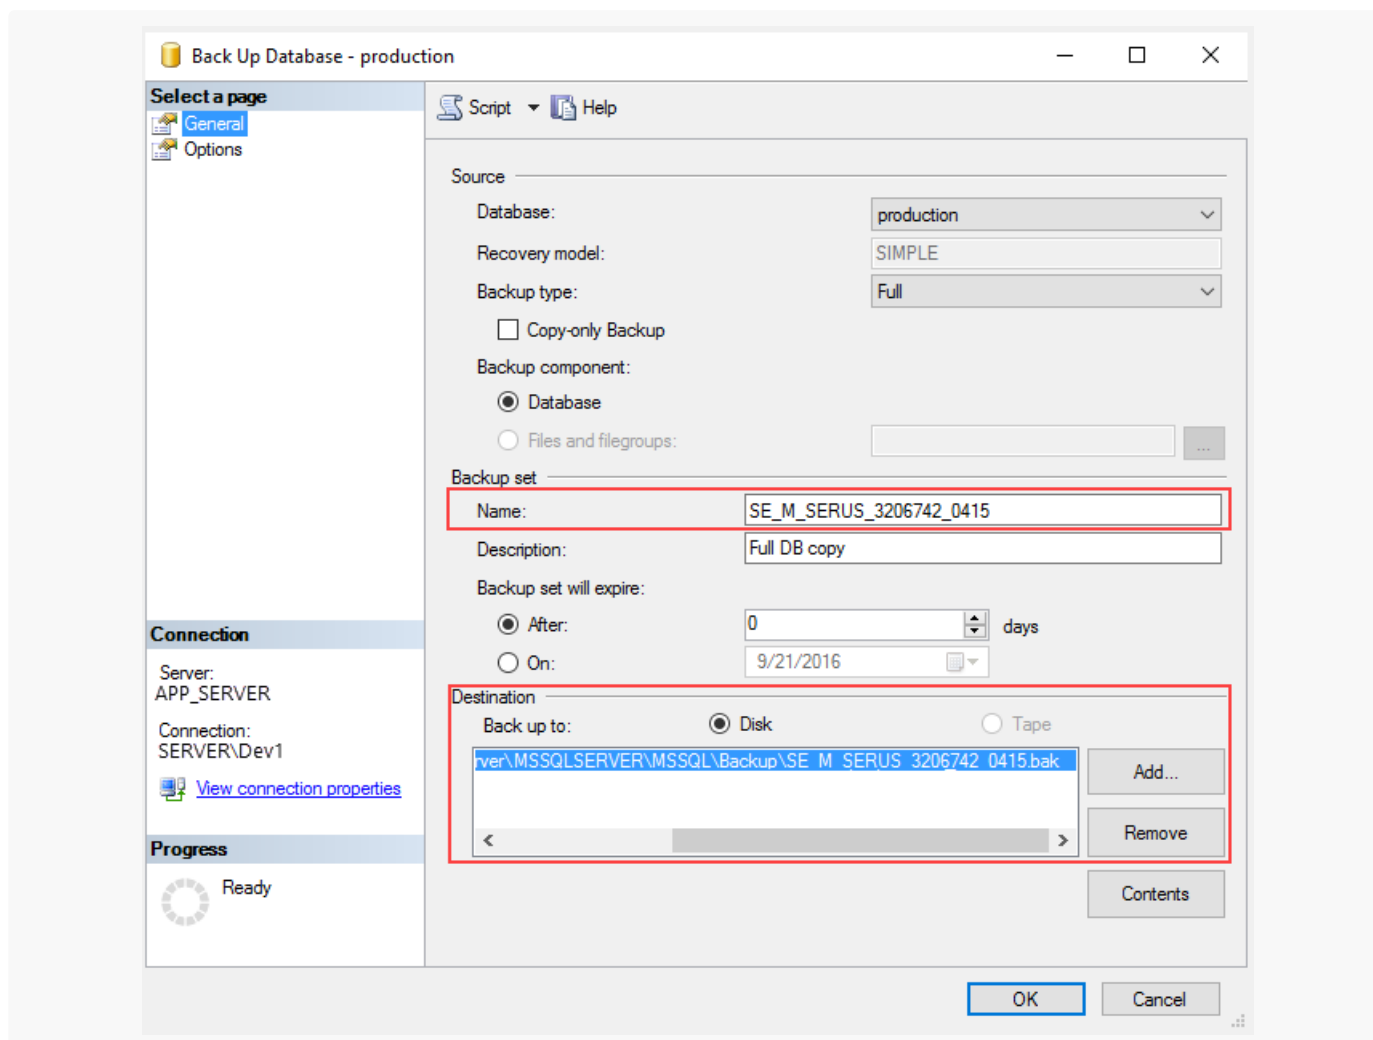 Back Up Database - production
Select a page
General
Options
Script
Help
Source
Database:
production
Recovery model:
SIMPLE
Backup type:
Full
Copy-only Backup
Backup component:
Database
Files and filegroups:
...
Backup set
Name:
SE_M_SERUS_3206742_0415
Description:
Full DB copy
Backup set will expire:
After:
0
days
On:
9/21/2016
Destination
Back up to:
Disk
Tape
rver\MSSQLSERVER\MSSQL\Backup\SE_M_SERUS_3206742_0415.bak
Add...
Remove
Contents
Connection
Server:
APP_SERVER
Connection:
SERVER\Dev1
View connection properties
Progress
Ready
OK
Cancel